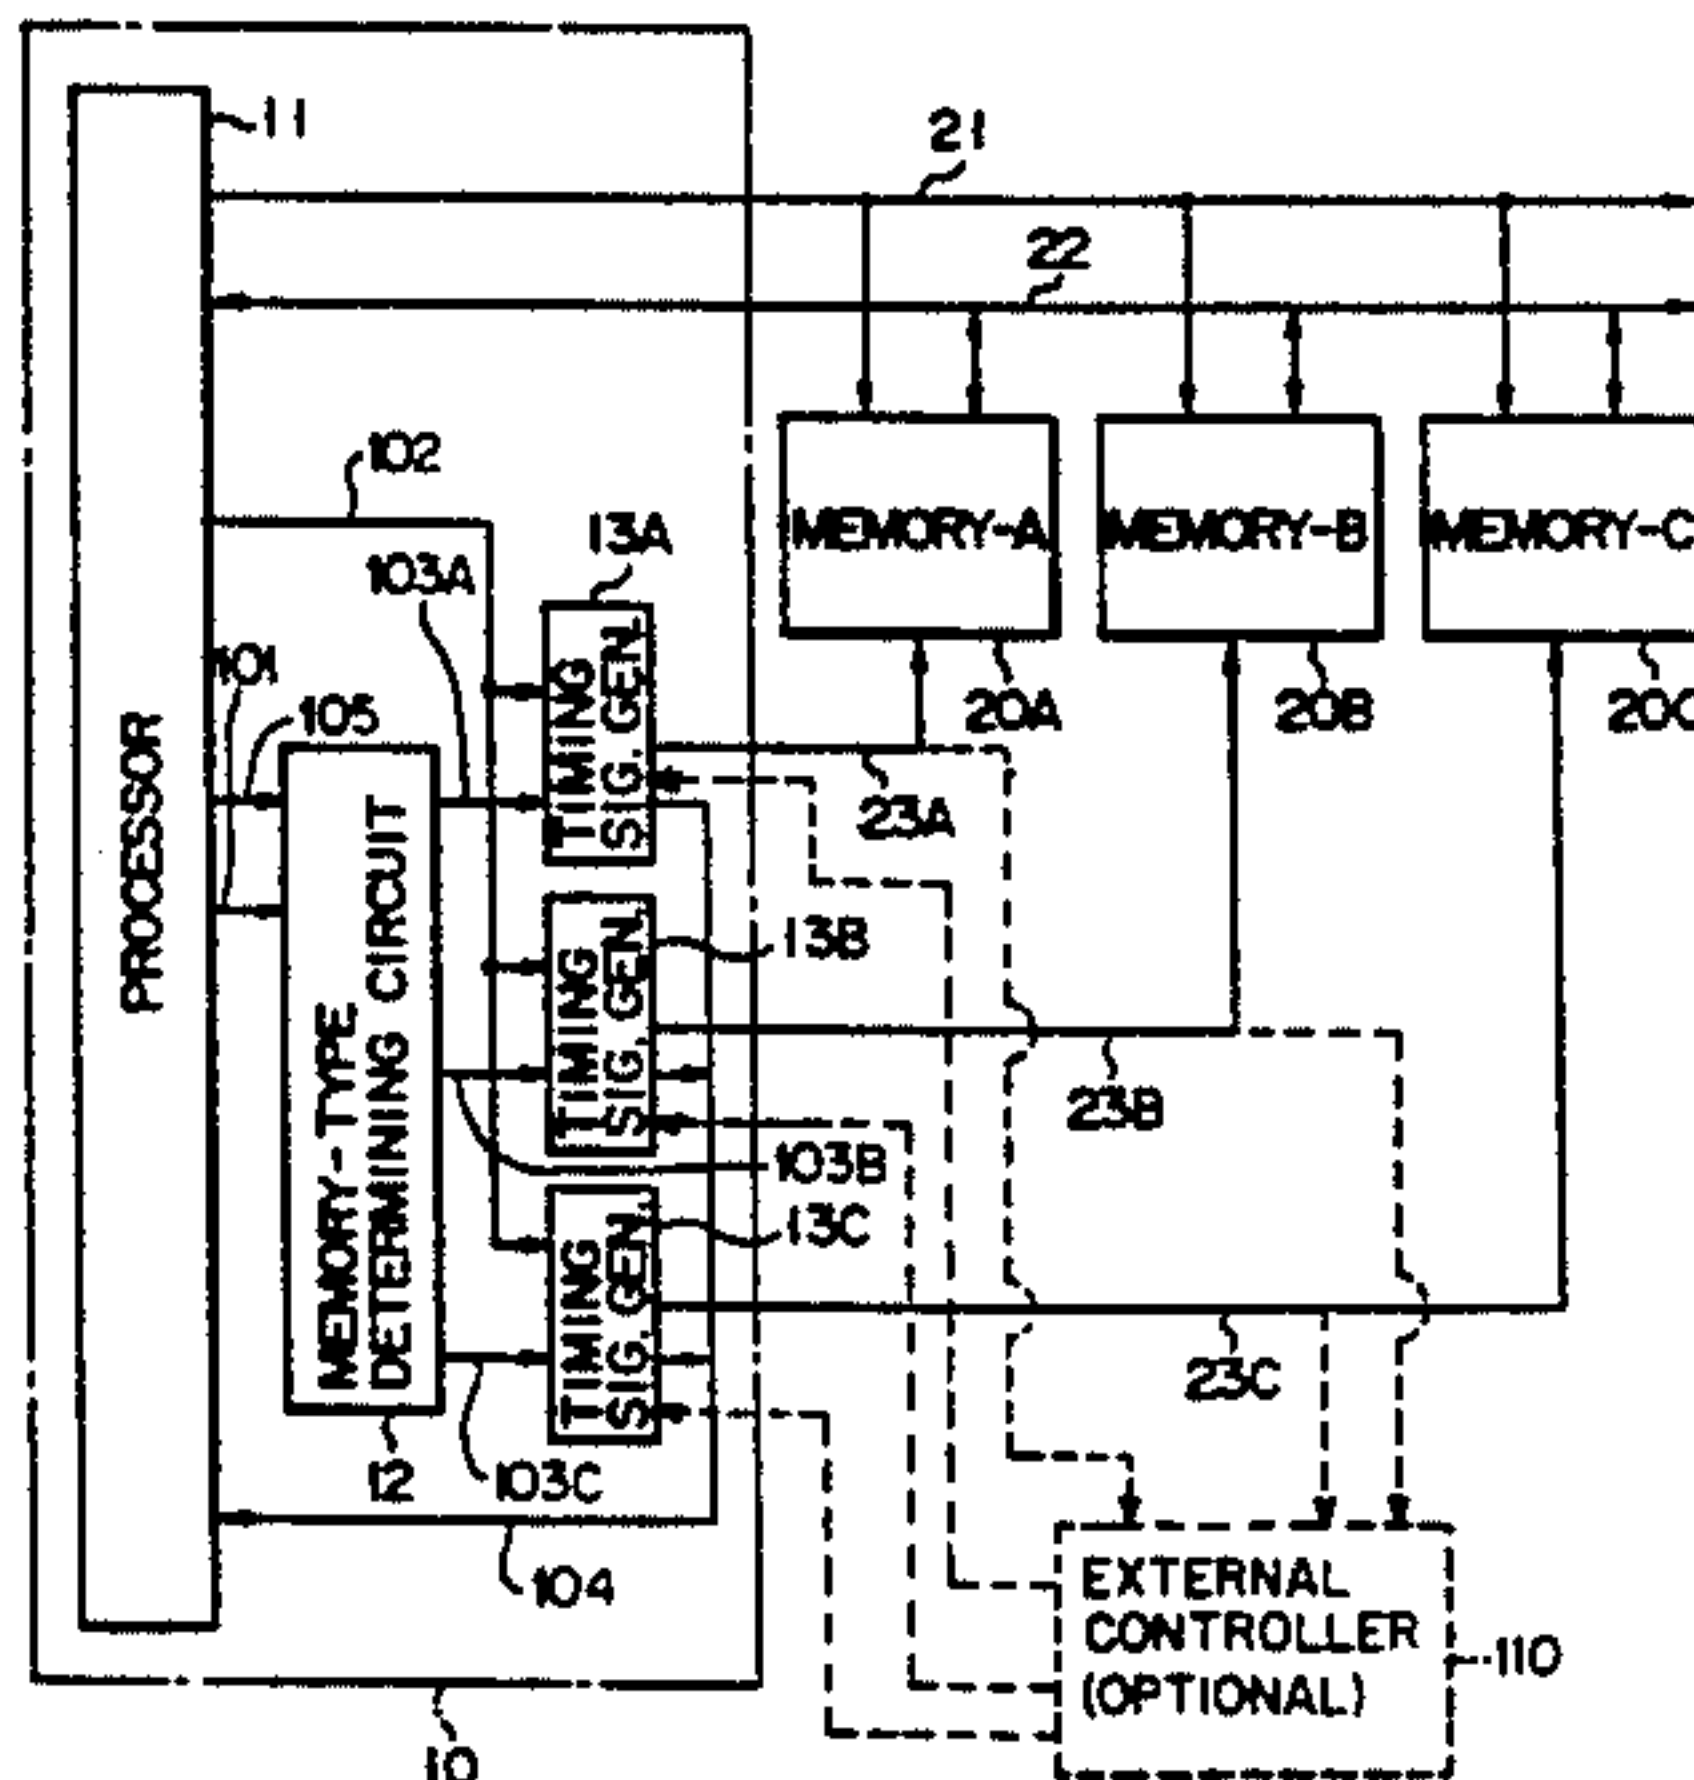 11
21
22
102
13A
103A
MEMORY-A
MEMORY-B
MEMORY-C
101
105
20A
20B
20C
PROCESSOR
MEMORY-TYPE
DETERMINING CIRCUIT
TIMING
SIG. GEN.
23A
13B
TIMING
SIG. GEN.
23B
103B
13C
TIMING
SIG. GEN.
23C
12
103C
104
EXTERNAL
CONTROLLER
(OPTIONAL)
110
10